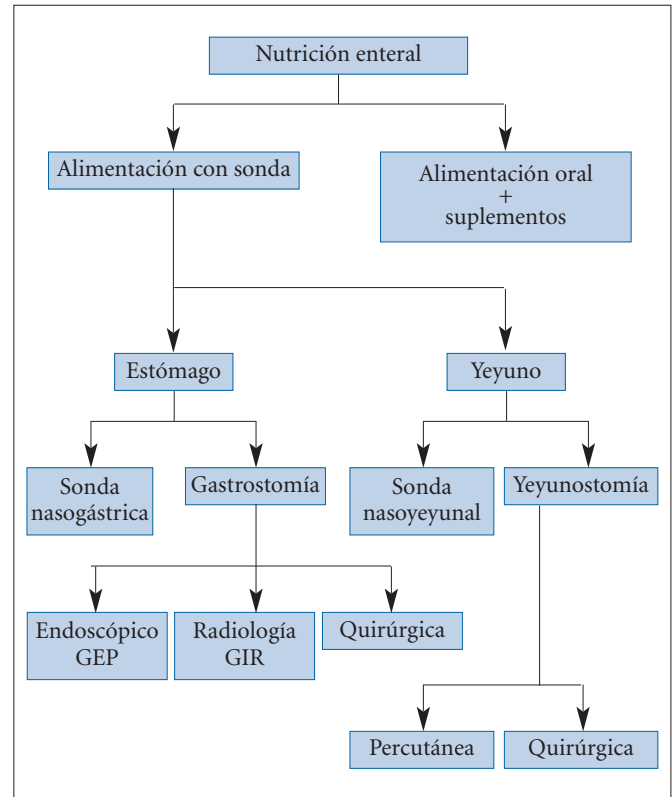 Nutrición enteral
Alimentación con sonda
Alimentación oral
+
suplementos
Estómago
Yeyuno
Sonda
nasogástrica
Gastrostomía
Sonda
nasoyeyunal
Yeyunostomía
Endoscópico
GEP
Radiología
GIR
Quirúrgica
Percutánea
Quirúrgica